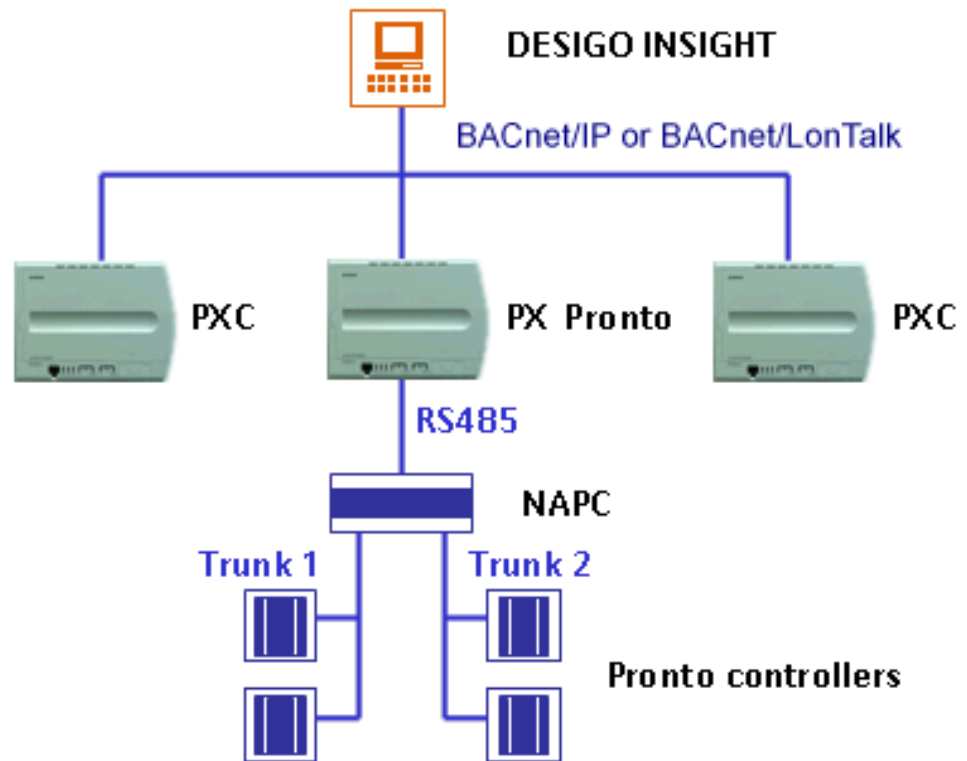 DESIGO INSIGHT
BACnet/IP or BACnet/LonTalk
PXC
PX Pronto
PXC
RS485
NAPC
Trunk 1
Trunk 2
Pronto controllers